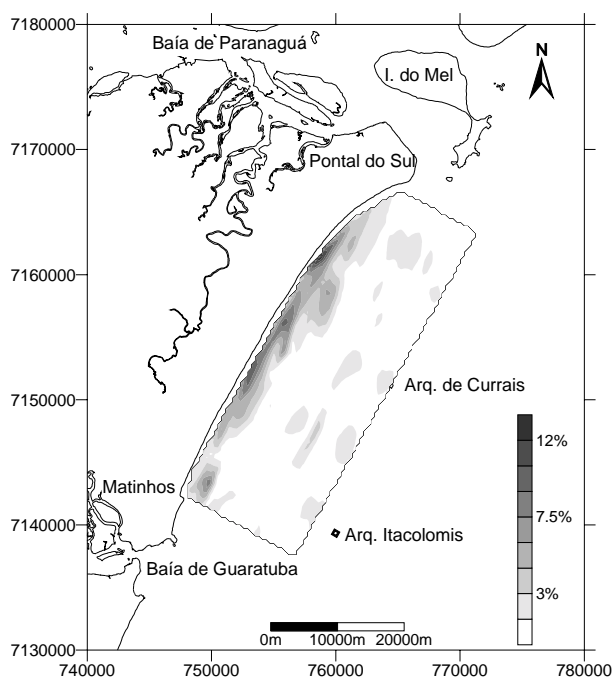 7180000
Baía de Paranaguá
N
I. do Mel
7170000
Pontal do Sul
7160000
7150000
Arq. de Currais
12%
Matinhos
7.5%
7140000
Arq. Itacolomis
Baía de Guaratuba
3%
0m 10000m 20000m
7130000
740000 750000 760000 770000 780000